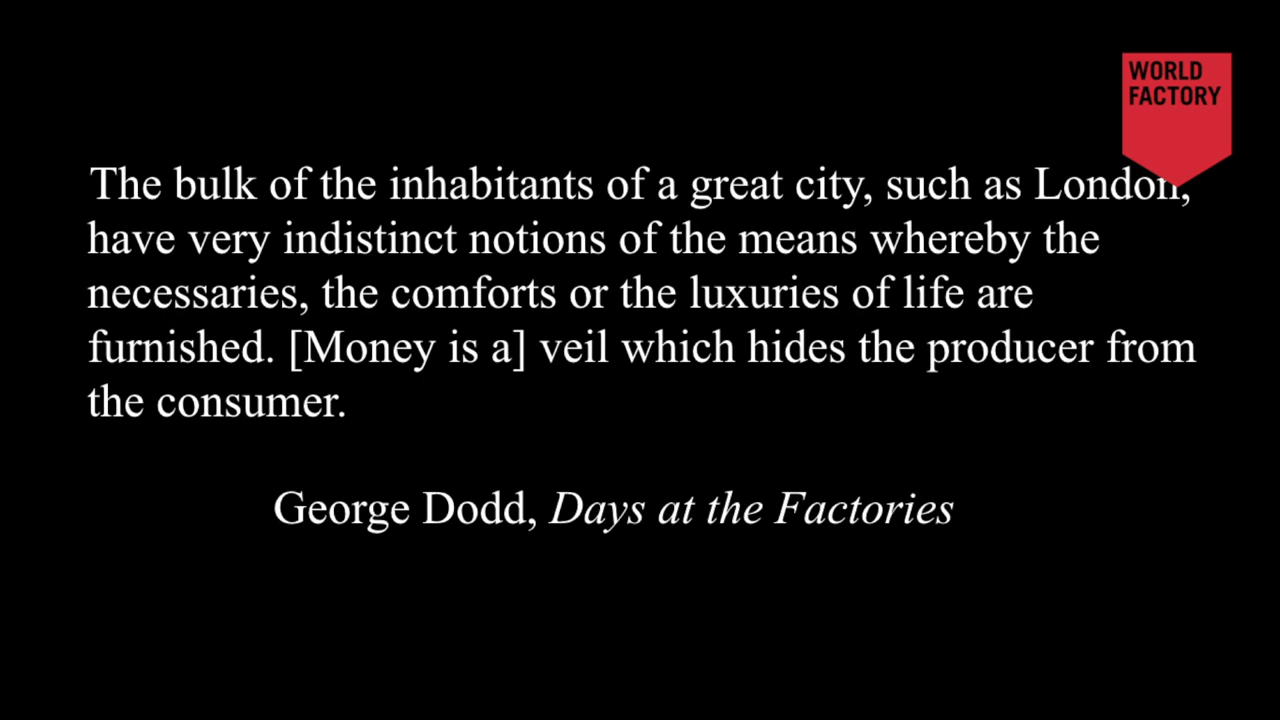 WORLD
FACTORY
The bulk of the inhabitants of a great city, such as London,
have very indistinct notions of the means whereby the
necessaries, the comforts or the luxuries of life are
furnished. [Money is a] veil which hides the producer from
the consumer.
George Dodd, Days at the Factories